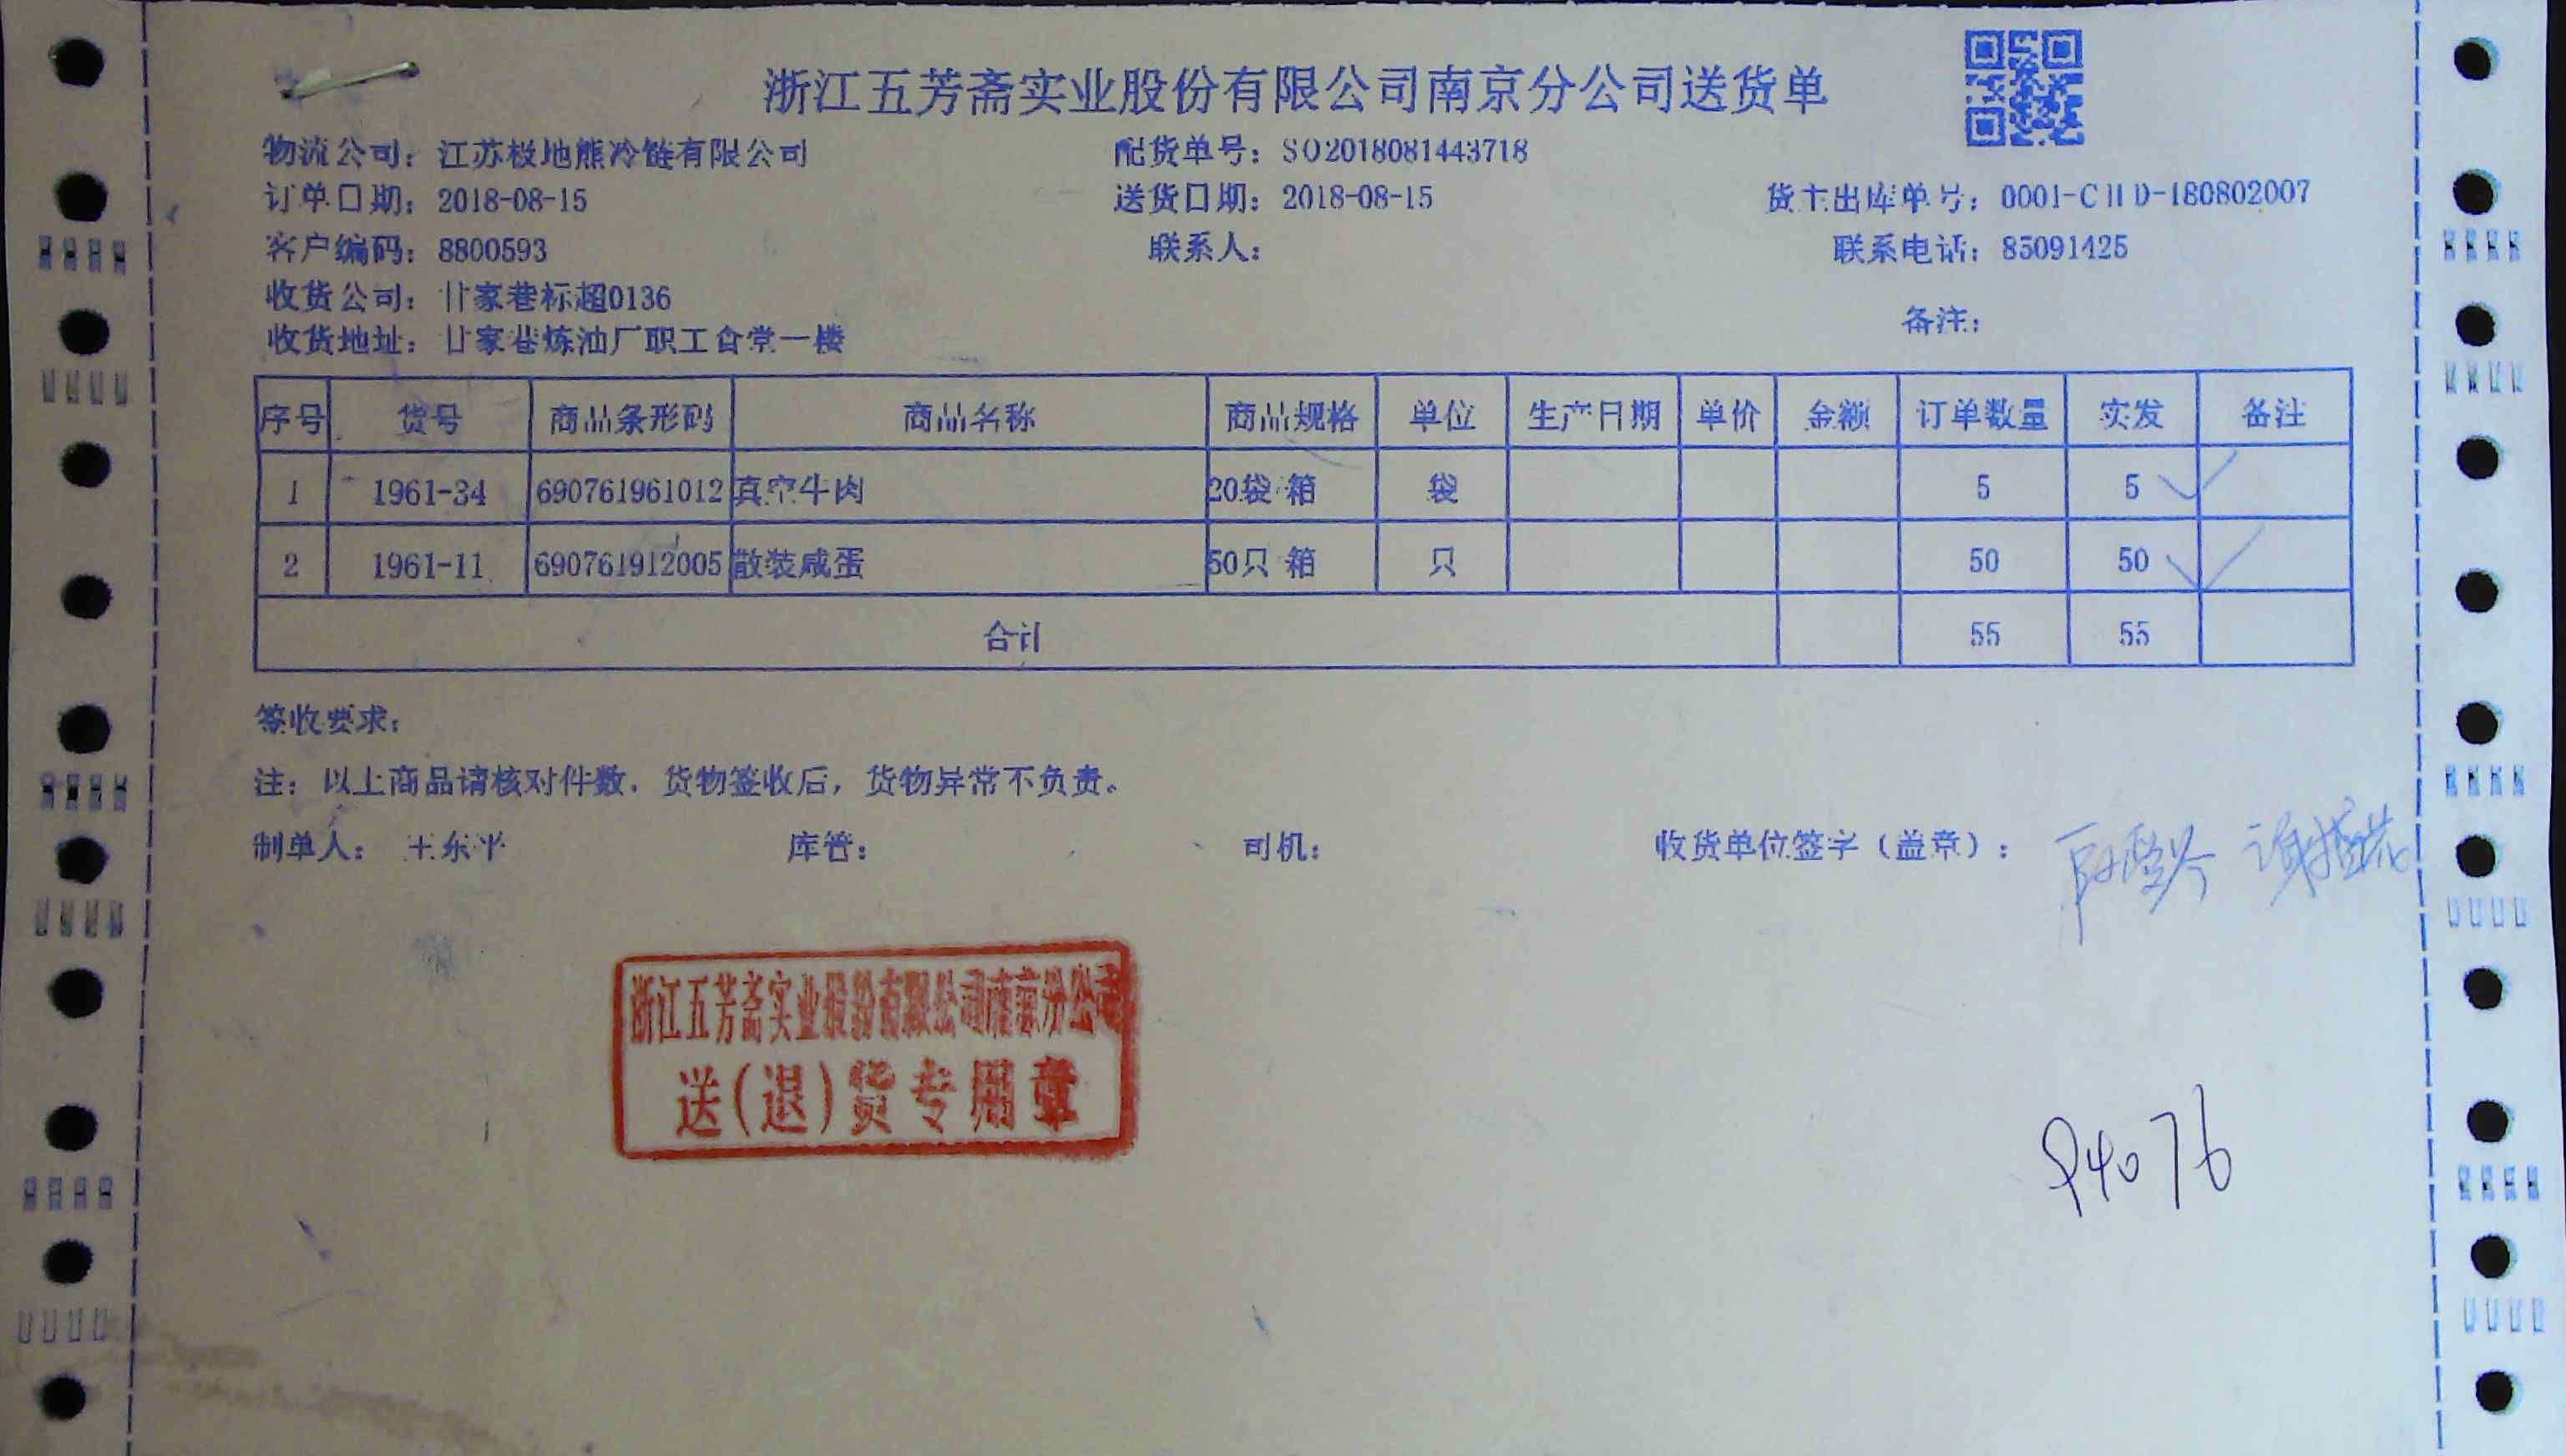 浙江五芳斋实业股份有限公司南京分公司送货单
物流公司：江苏极地熊冷链有限公司 配货单号：SO2018081443718
订单日期：2018-08-15 送货日期：2018-08-15 货主出库单号：0001-CHD-180802007
客户编码：8800593 联系人： 联系电话：85091425
收货公司：甘家巷标超0136
备注：
收货地址：甘家巷炼油厂职工食堂一楼
序号 货号 商品条形码 商品名称 商品规格 单位 生产日期 单价 金额 订单数量 实发 备注
1 1961-34 690761961012 真空牛肉 20袋/箱 袋 5 5
2 1961-11 690761912005 散装咸蛋 50只/箱 只 50 50
合计 55 55
签收要求：
注：以上商品请核对件数，货物签收后，货物异常不负责。
制单人：王东平 库管： 司机： 收货单位签字（盖章）：
浙江五芳斋实业股份有限公司南京分公司
送(退)货专用章
P4076